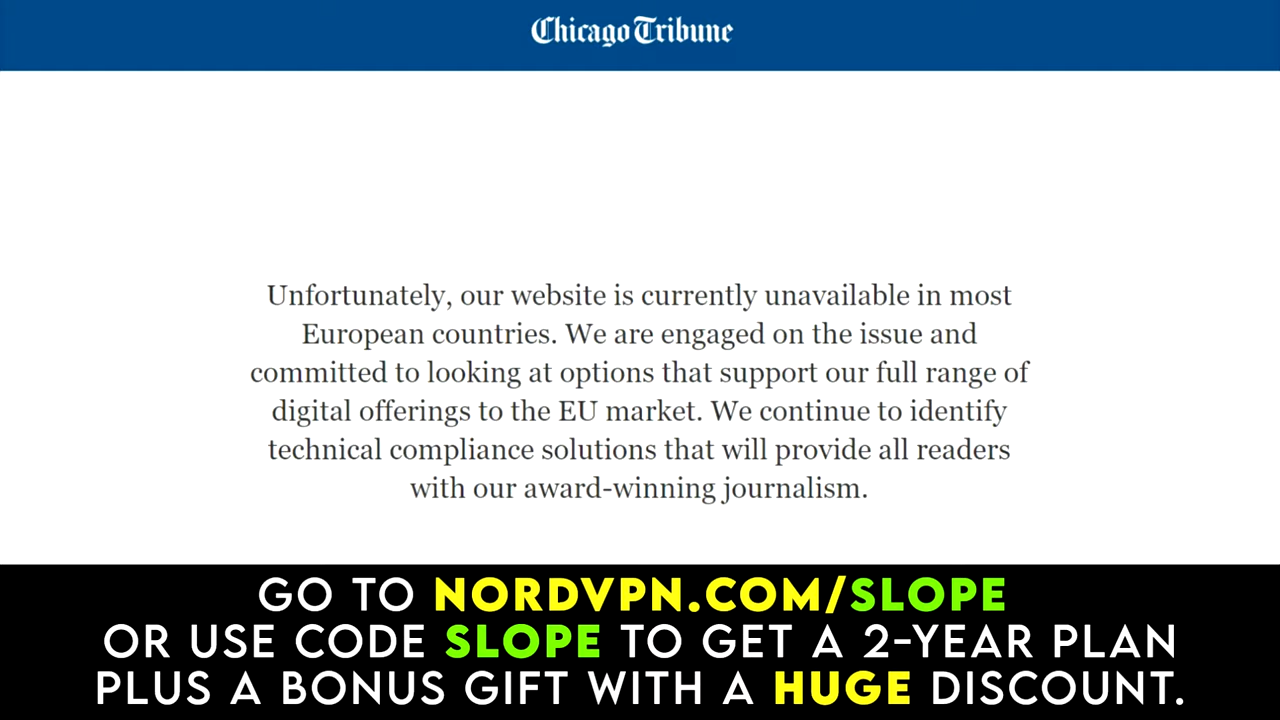 Chicago Tribune
Unfortunately, our website is currently unavailable in most
European countries. We are engaged on the issue and
committed to looking at options that support our full range of
digital offerings to the EU market. We continue to identify
technical compliance solutions that will provide all readers
with our award-winning journalism.
GO TO NORDVPN.COM/SLOPE
OR USE CODE SLOPE TO GET A 2-YEAR PLAN
PLUS A BONUS GIFT WITH A HUGE DISCOUNT.